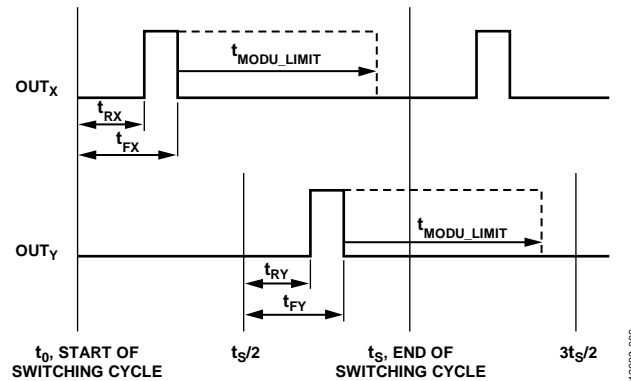 OUTX
tMODU_LIMIT
tRX
tFX
OUTY
tMODU_LIMIT
tRY
tFY
t0, START OF
SWITCHING CYCLE
tS/2
tS, END OF
SWITCHING CYCLE
3tS/2